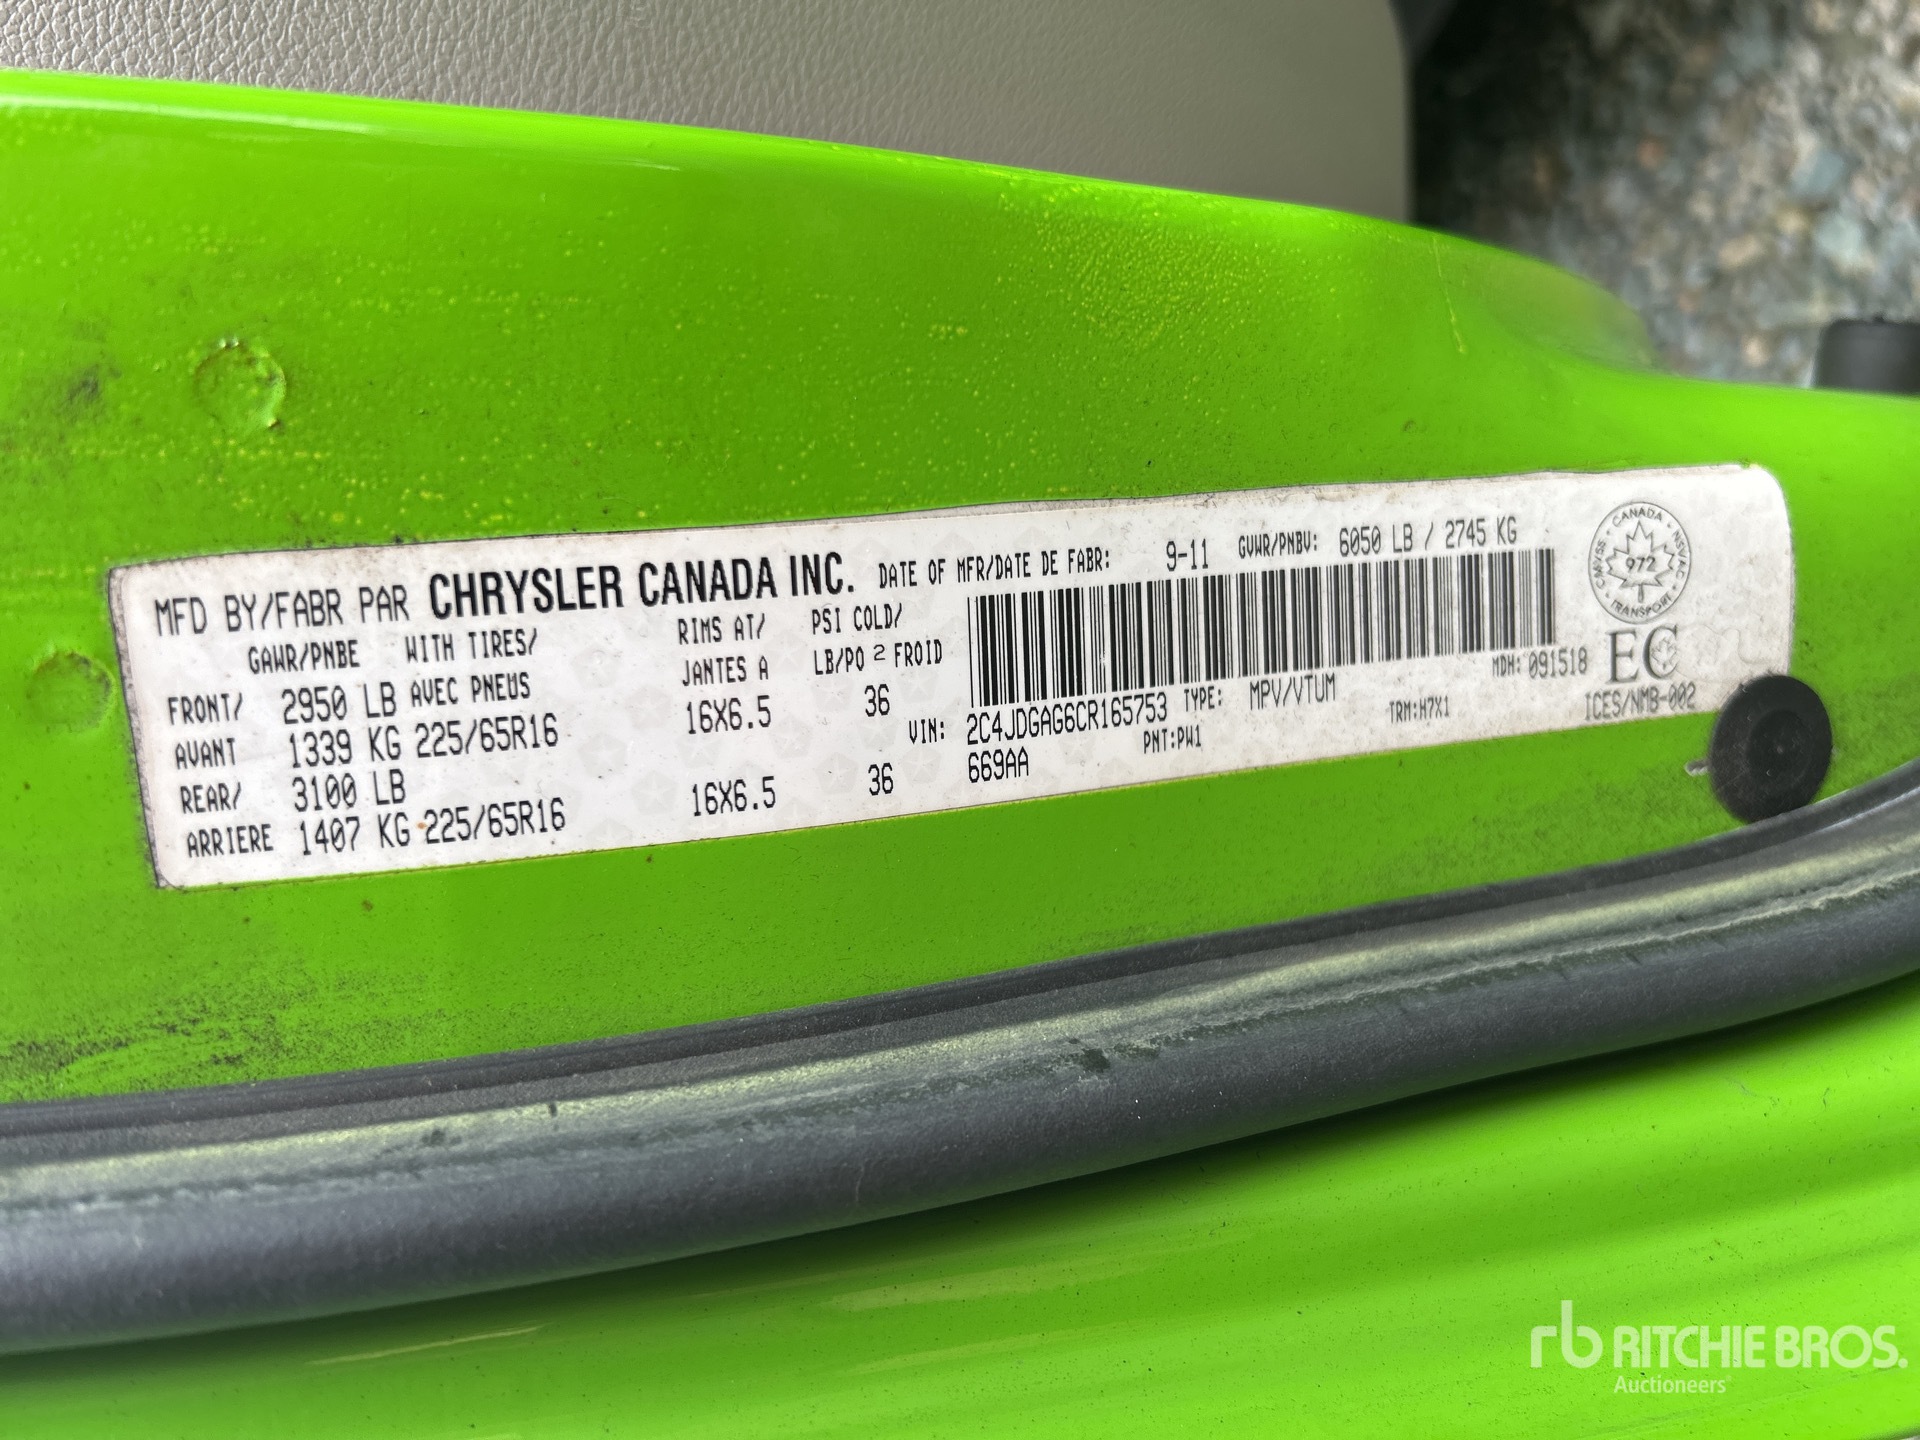 MFD BY/FABR PAR CHRYSLER CANADA INC. DATE OF MFR/DATE DE FABR: 9-11 GVWR/PNBV: 6050 LB / 2745 KG
GAWR/PNBE WITH TIRES/ RIMS AT/ PSI COLD/
AVEC PNEUS JANTES A LB/PO 2 FROID
FRONT/ 2950 LB
AVANT 1339 KG 225/65R16 16X6.5 36
REAR/ 3100 LB
ARRIERE 1407 KG 225/65R16 16X6.5 36
VIN: 2C4JDGAG6CR165753 TYPE: MPV/VTUM MDH: 091518
669AA PNT:PW1 TRM:H7X1
CANADA
CMVSS NSVAC
972
TRANSPORT
EC
ICES/NMB-002
rb RITCHIE BROS.
Auctioneers